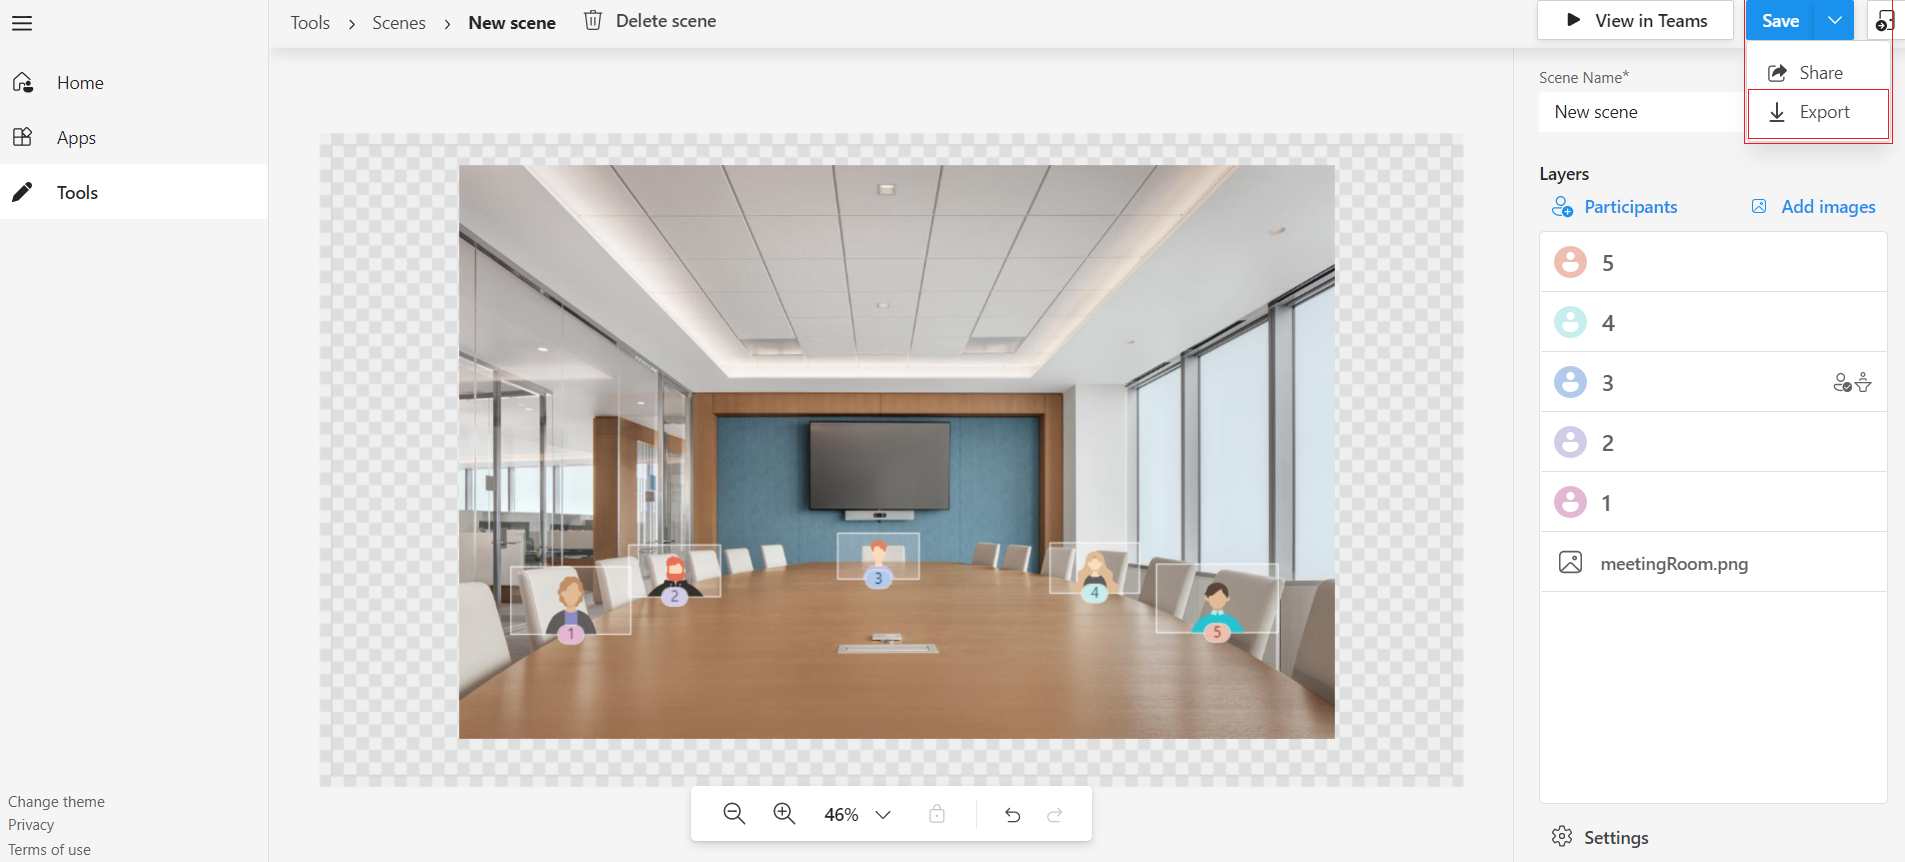 Tools > Scenes > New scene Delete scene
View in Teams
Save
Share
Export
Home
Apps
Tools
Change theme
Privacy
Terms of use
1
2
3
4
5
46%
Scene Name*
New scene
Layers
Participants Add images
5
4
3
2
1
meetingRoom.png
Settings